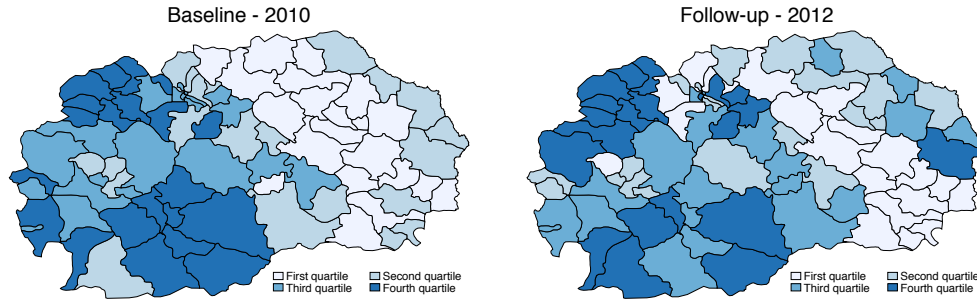 Baseline - 2010
First quartile
Second quartile
Third quartile
Fourth quartile
Follow-up - 2012
First quartile
Second quartile
Third quartile
Fourth quartile